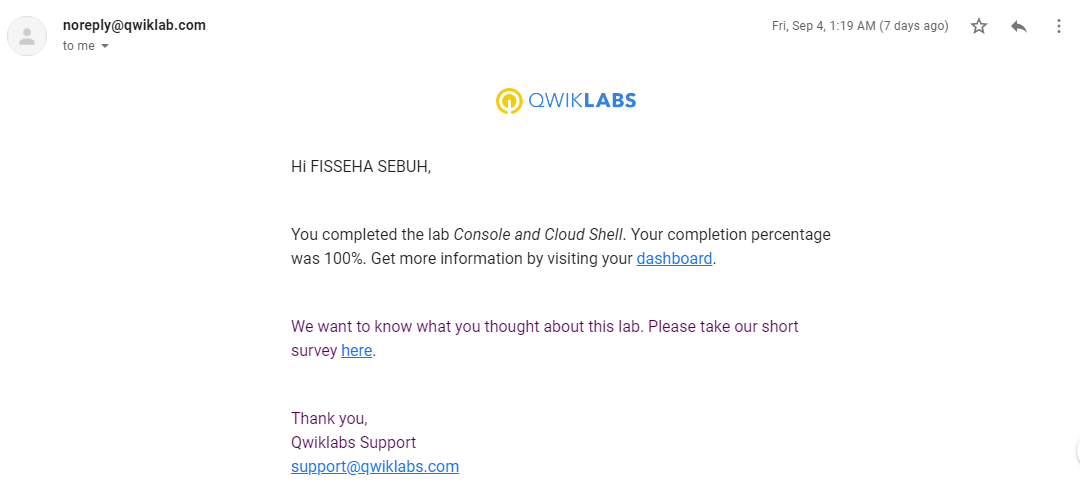 noreply@qwiklab.com
Fri, Sep 4, 1:19 AM (7 days ago)
to me
QWIKLABS
Hi FISSEHA SEBUH,
You completed the lab Console and Cloud Shell. Your completion percentage
was 100%. Get more information by visiting your dashboard.
We want to know what you thought about this lab. Please take our short
survey here.
Thank you,
Qwiklabs Support
support@qwiklabs.com